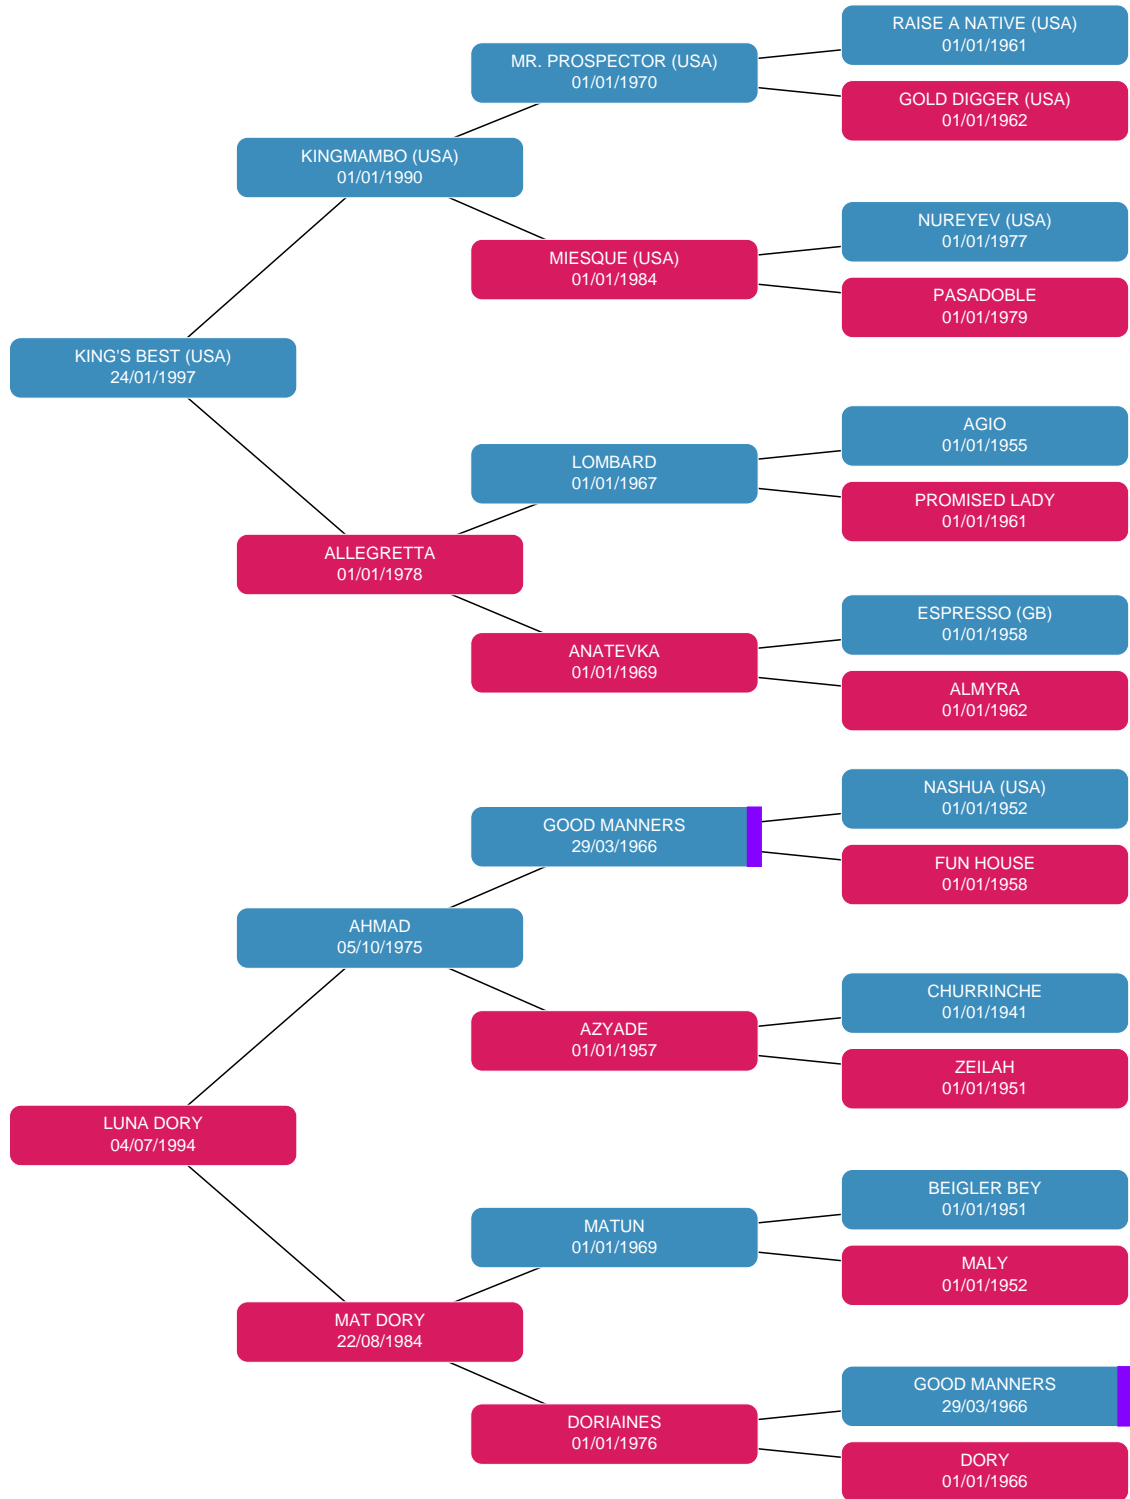 RAISE A NATIVE (USA)
01/01/1961
MR. PROSPECTOR (USA)
01/01/1970
GOLD DIGGER (USA)
01/01/1962
KINGMAMBO (USA)
01/01/1990
NUREYEV (USA)
01/01/1977
MIESQUE (USA)
01/01/1984
PASADOBLE
01/01/1979
KING'S BEST (USA)
24/01/1997
AGIO
01/01/1955
LOMBARD
01/01/1967
PROMISED LADY
01/01/1961
ALLEGRETTA
01/01/1978
ESPRESSO (GB)
01/01/1958
ANATEVKA
01/01/1969
ALMYRA
01/01/1962
NASHUA (USA)
01/01/1952
GOOD MANNERS
29/03/1966
FUN HOUSE
01/01/1958
AHMAD
05/10/1975
CHURRINCHE
01/01/1941
AZYADE
01/01/1957
ZEILAH
01/01/1951
LUNA DORY
04/07/1994
BEIGLER BEY
01/01/1951
MATUN
01/01/1969
MALY
01/01/1952
MAT DORY
22/08/1984
GOOD MANNERS
29/03/1966
DORIAINES
01/01/1976
DORY
01/01/1966